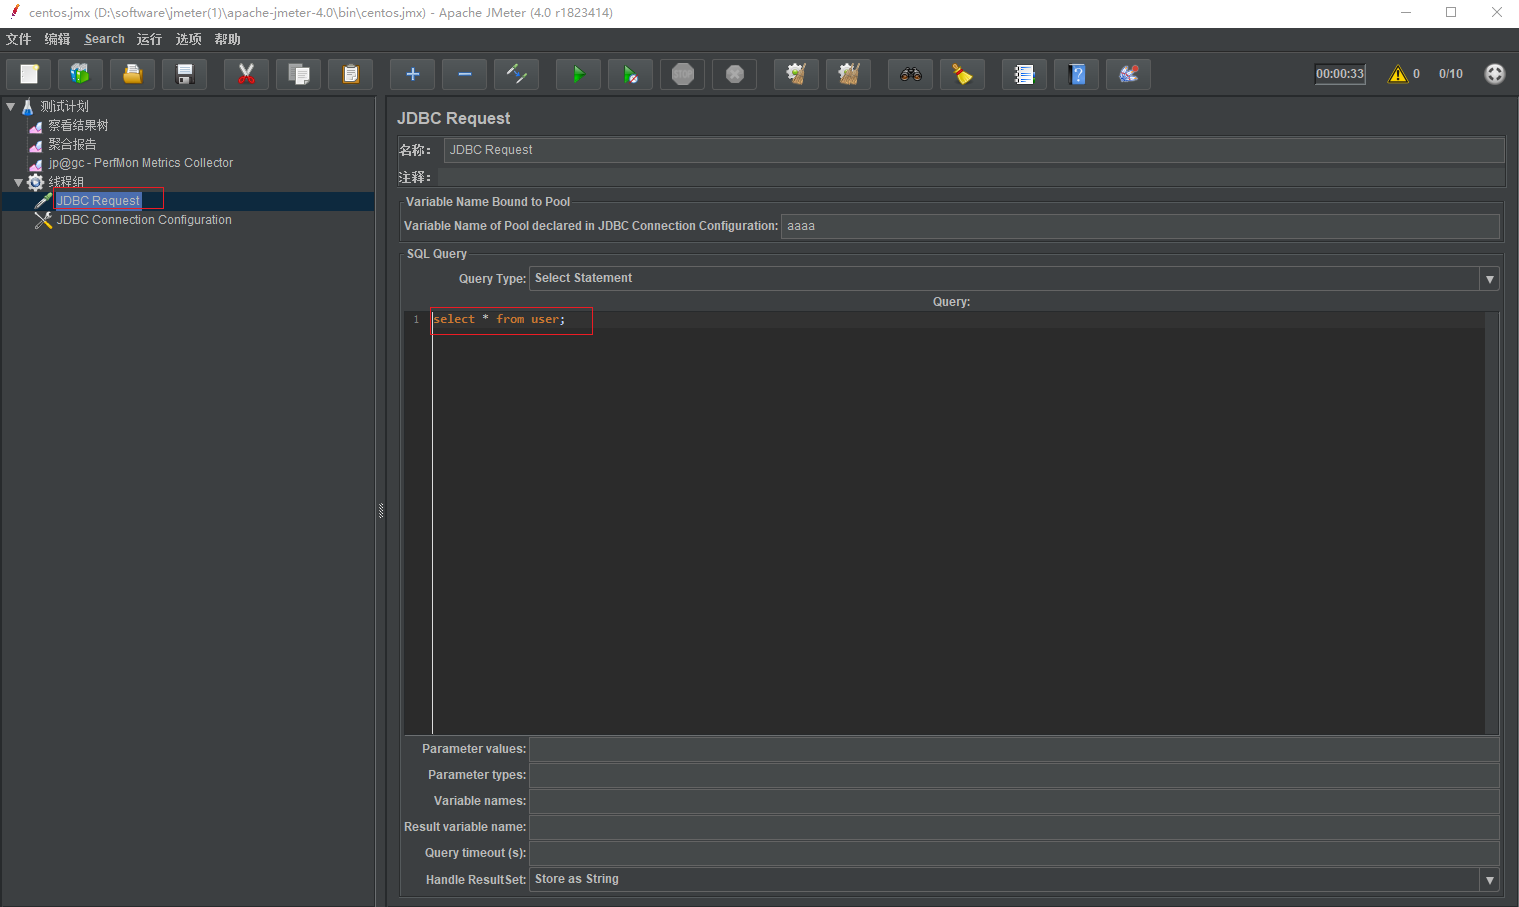 centos.jmx (D:\software\jmeter(1)\apache-jmeter-4.0\bin\centos.jmx) - Apache JMeter (4.0 r1823414)
文件 编辑 Search 运行 选项 帮助
STOP 00:00:33 0 0/10
测试计划
察看结果树
聚合报告
jp@gc - PerfMon Metrics Collector
线程组
JDBC Request
JDBC Connection Configuration
JDBC Request
名称： JDBC Request
注释：
Variable Name Bound to Pool
Variable Name of Pool declared in JDBC Connection Configuration: aaaa
SQL Query
Query Type: Select Statement
Query:
1 select * from user;
Parameter values:
Parameter types:
Variable names:
Result variable name:
Query timeout (s):
Handle ResultSet: Store as String